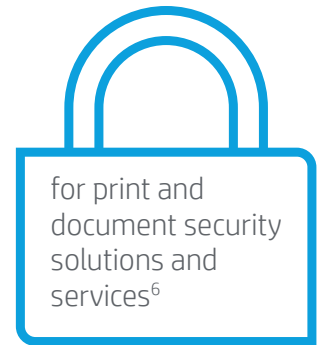 for print and
document security
solutions and
services⁶